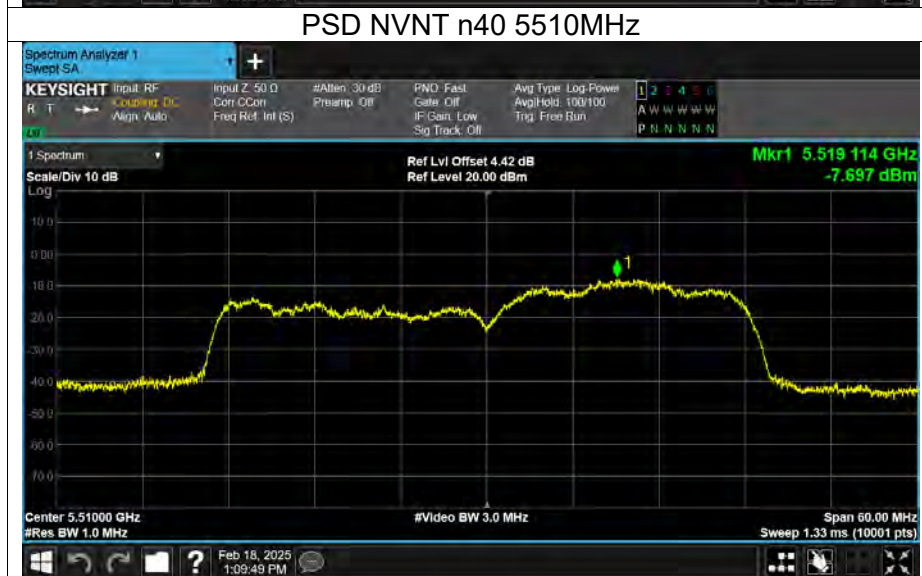 PSD NVNT n40 5510MHz
Spectrum Analyzer 1
Swept SA
+
KEYSIGHT Input: RF Input Z: 50 Ω #Atten: 30 dB PNO: Fast Avg Type: Log-Power 1 2 3 4 5 6
R T Coupling: DC Corr CCorr Preamp: Off Gate: Off Avg|Hold: 100/100 A W W W W W
Align: Auto Freq Ref: Int (S) IF Gain: Low Trig: Free Run
Sig Track: Off P N N N N N
1 Spectrum Ref Lvl Offset 4.42 dB Mkr1 5.519 114 GHz
Scale/Div 10 dB Ref Level 20.00 dBm -7.697 dBm
Log
10.0
0.00
1
-10.0
-20.0
-30.0
-40.0
-50.0
-60.0
-70.0
Center 5.51000 GHz #Video BW 3.0 MHz Span 60.00 MHz
#Res BW 1.0 MHz Sweep 1.33 ms (10001 pts)
? Feb 18, 2025
1:09:49 PM